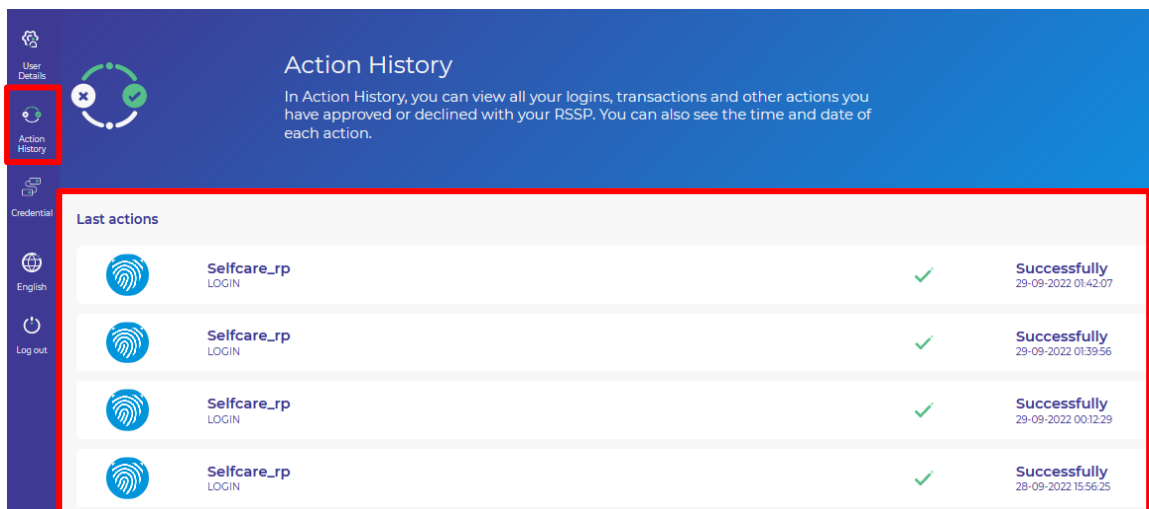 User
Details
Action
History
Credential
English
Log out
Action History
In Action History, you can view all your logins, transactions and other actions you
have approved or declined with your RSSP. You can also see the time and date of
each action.
Last actions
Selfcare_rp
LOGIN
Successfully
29-09-2022 01:42:07
Selfcare_rp
LOGIN
Successfully
29-09-2022 01:39:56
Selfcare_rp
LOGIN
Successfully
29-09-2022 00:12:29
Selfcare_rp
LOGIN
Successfully
28-09-2022 15:56:25